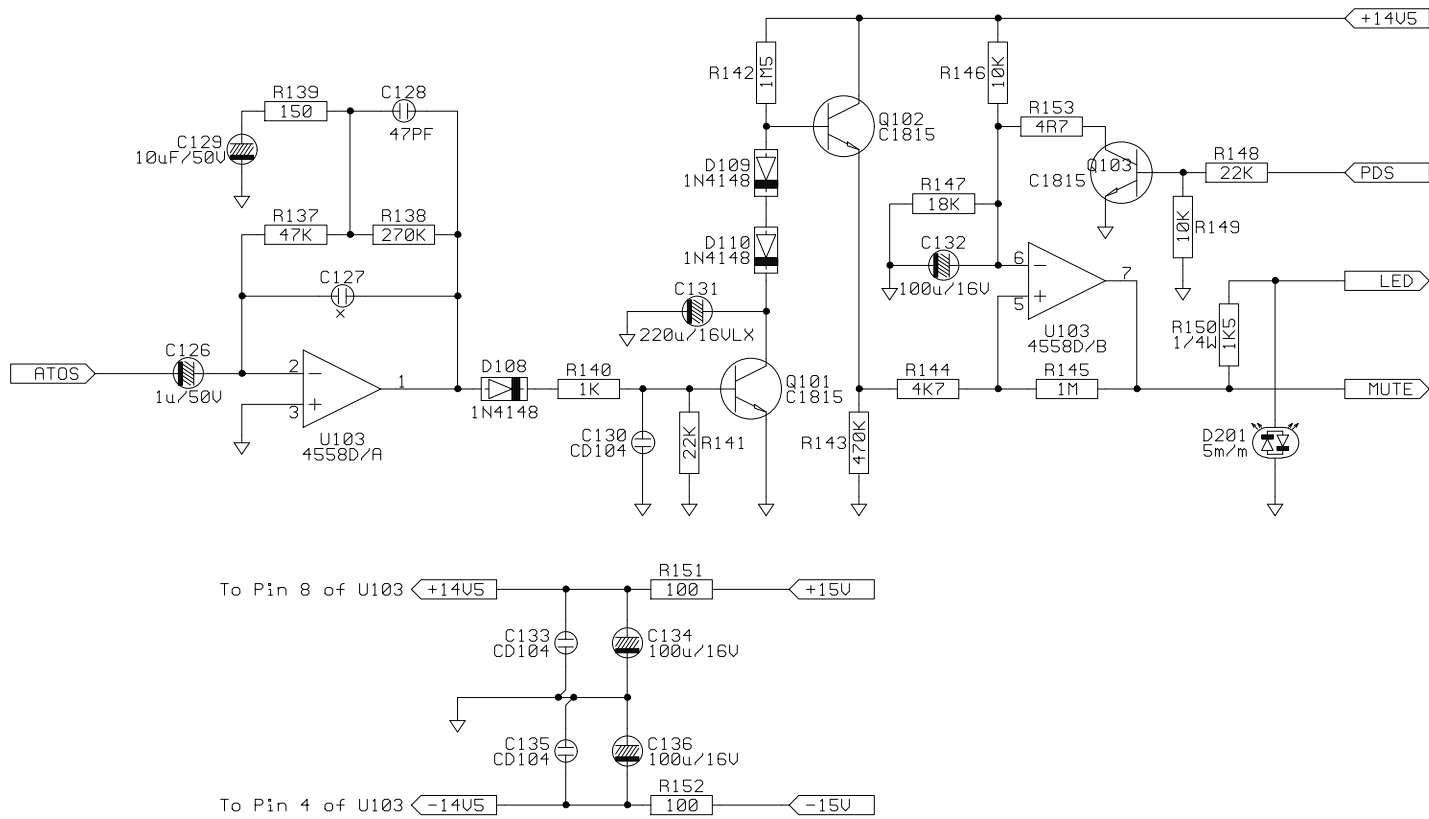 +14V5
R142
1M5
R146
10K
R139
150
C128
47PF
R153
4R7
Q102
C1815
C129
10uF/50V
D109
1N4148
Q103
C1815
R148
22K
PDS
R147
18K
R149
10K
R137
47K
R138
270K
D110
1N4148
C132
100u/16V
6
7
5
C127
x
C131
220u/16VLX
LED
R150
1/4W
1K5
U103
4558D/B
C126
1u/50V
ATOS
2
1
3
D108
1N4148
R140
1K
Q101
C1815
R144
4K7
R145
1M
MUTE
U103
4558D/A
C130
CD104
R141
22K
R143
470K
D201
5m/m
To Pin 8 of U103
+14V5
R151
100
+15V
C133
CD104
C134
100u/16V
C135
CD104
C136
100u/16V
To Pin 4 of U103
-14V5
R152
100
-15V